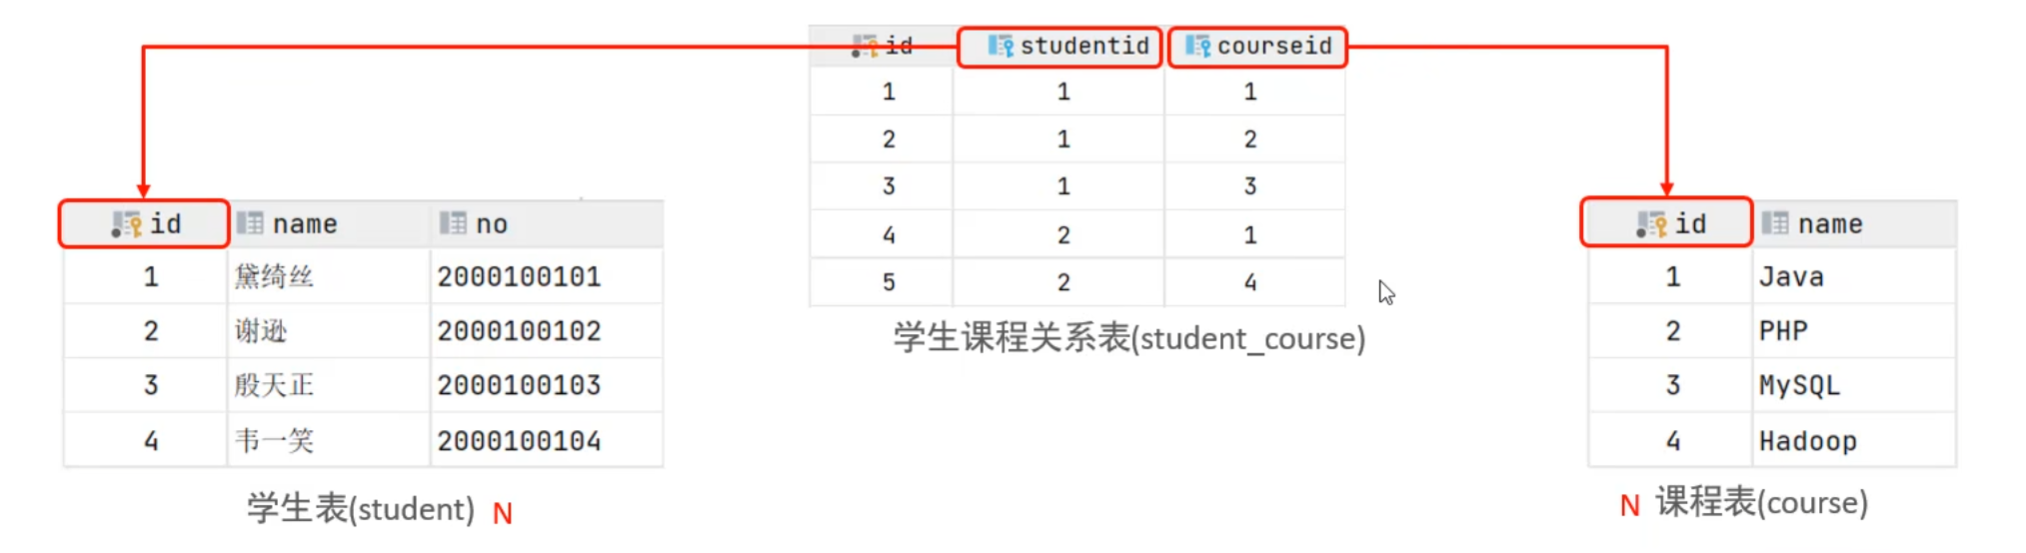 id studentid courseid
1 1 1
2 1 2
3 1 3
4 2 1
5 2 4
学生课程关系表(student_course)
id name no
1 黛绮丝 2000100101
2 谢逊 2000100102
3 殷天正 2000100103
4 韦一笑 2000100104
学生表(student) N
id name
1 Java
2 PHP
3 MySQL
4 Hadoop
N 课程表(course)